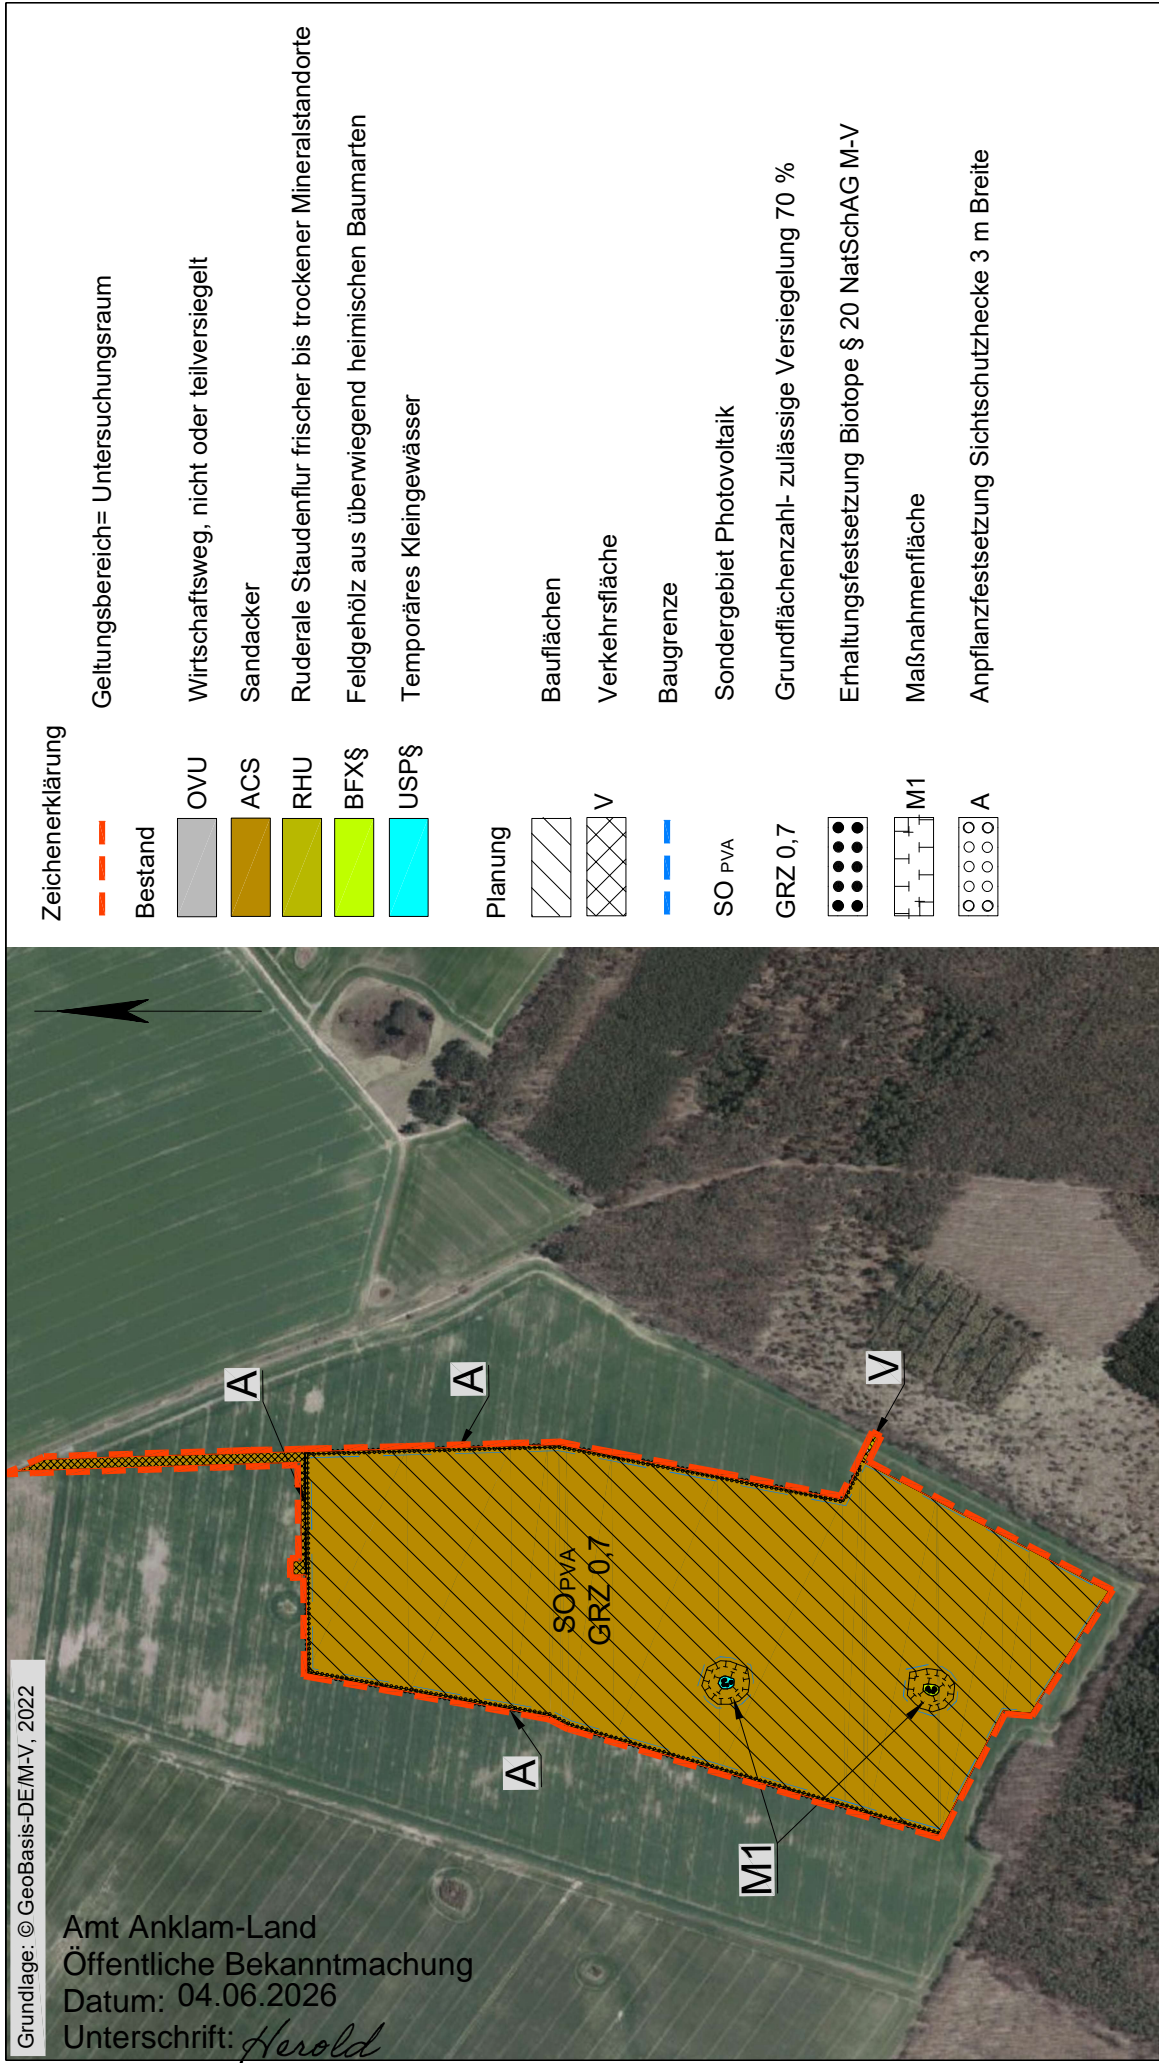 Zeichenerklärung
Geltungsbereich= Untersuchungsraum
Bestand
OVU Wirtschaftsweg, nicht oder teilversiegelt
ACS Sandacker
RHU Ruderale Staudenflur frischer bis trockener Mineralstandorte
BFX§ Feldgehölz aus überwiegend heimischen Baumarten
USP§ Temporäres Kleingewässer
Planung
Bauflächen
V Verkehrsfläche
Baugrenze
SO PVA Sondergebiet Photovoltaik
GRZ 0,7 Grundflächenzahl- zulässige Versiegelung 70 %
Erhaltungsfestsetzung Biotope § 20 NatSchAG M-V
M1 Maßnahmenfläche
A Anpflanzfestsetzung Sichtschutzhecke 3 m Breite
Grundlage: © GeoBasis-DE/M-V, 2022
A
A
A
V
SOPVA
GRZ 0,7
M1
Amt Anklam-Land
Öffentliche Bekanntmachung
Datum: 04.06.2026
Unterschrift: Herold